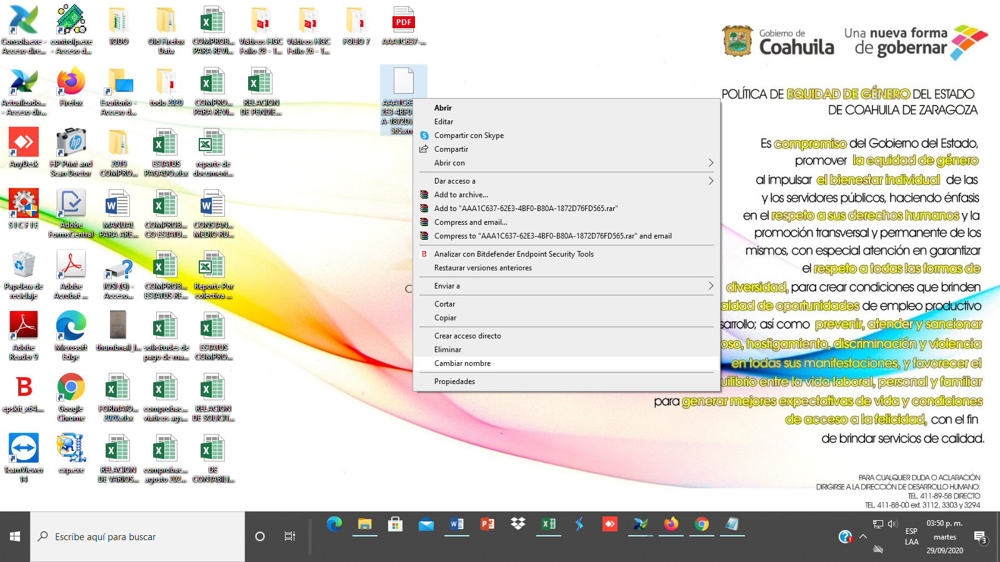 Consola.exe -
Acceso dire...
controlp.exe
- Acceso d...
TODO
Old Firefox
Data
COMPROB...
PARA REVI...
Viaticos HGC
Folio 28 - T...
Viaticos HGC
Folio 26 - T...
FOLIO 7
PDF
AAA1C637-...
Actualizado...
- Acceso dir...
Firefox
Escritorio -
Acceso d...
todo 2020
COMPRO...
PARA REVI...
RELACION
DE PENDIE...
AnyDesk
HP Print and
Scan Doctor
2019
COMPRO...
ESTATUS
PAGADO.xlsx
reporte de
document...
S I C F I E
Adobe
FormsCentral
MANUAL
PARA ARE...
COMPROB...
CO ESTATU...
CONSTAN...
MEDIO RU...
Papelera de
reciclaje
Adobe
Acrobat ...
JOSI (G) -
Acceso...
COMPROB...
ESTATUS RE...
Reporte Por
colectiva ...
Adobe
Reader 9
Microsoft
Edge
thumbnail_I...
solicitudes de
pago de ma...
ESTATUS
COMPRO...
epskit_x64....
Google
Chrome
FORMATO...
2020.xlsx
comprobac...
viaticos ags...
RELACION
DE SOLICIT...
TeamViewer
14
cxp.exe
RELACION
DE VARIOS...
comprobac...
agosto 202...
DE
CONTABILI...
Abrir
Editar
Compartir con Skype
Compartir
Abrir con
Dar acceso a
Add to archive...
Add to "AAA1C637-62E3-4BF0-B80A-1872D76FD565.rar"
Compress and email...
Compress to "AAA1C637-62E3-4BF0-B80A-1872D76FD565.rar" and email
Analizar con Bitdefender Endpoint Security Tools
Restaurar versiones anteriores
Enviar a
Cortar
Copiar
Crear acceso directo
Eliminar
Cambiar nombre
Propiedades
Gobierno de
Coahuila
Una nueva forma
de gobernar
POLÍTICA DE EQUIDAD DE GÉNERO DEL ESTADO
DE COAHUILA DE ZARAGOZA
Es compromiso del Gobierno del Estado,
promover la equidad de género
al impulsar el bienestar individual de las
y los servidores públicos, haciendo énfasis
en el respeto a sus derechos humanos y la
promoción transversal y permanente de los
mismos, con especial atención en garantizar
el respeto a todas las formas de
diversidad, para crear condiciones que brinden
aldad de oportunidades de empleo productivo
sarrollo; así como prevenir, atender y sancionar
oso, hostigamiento, discriminación y violencia
en todas sus manifestaciones, y favorecer el
uilibrio entre la vida laboral, personal y familiar
para generar mejores expectativas de vida y condiciones
de acceso a la felicidad, con el fin
de brindar servicios de calidad.
PARA CUALQUIER DUDA O ACLARACIÓN
DIRIGIRSE A LA DIRECCIÓN DE DESARROLLO HUMANO:
TEL. 411-89-58 DIRECTO
TEL. 411-88-00 ext. 3112, 3303 y 3294
Escribe aquí para buscar
ESP
LAA
03:50 p. m.
martes
29/09/2020
3